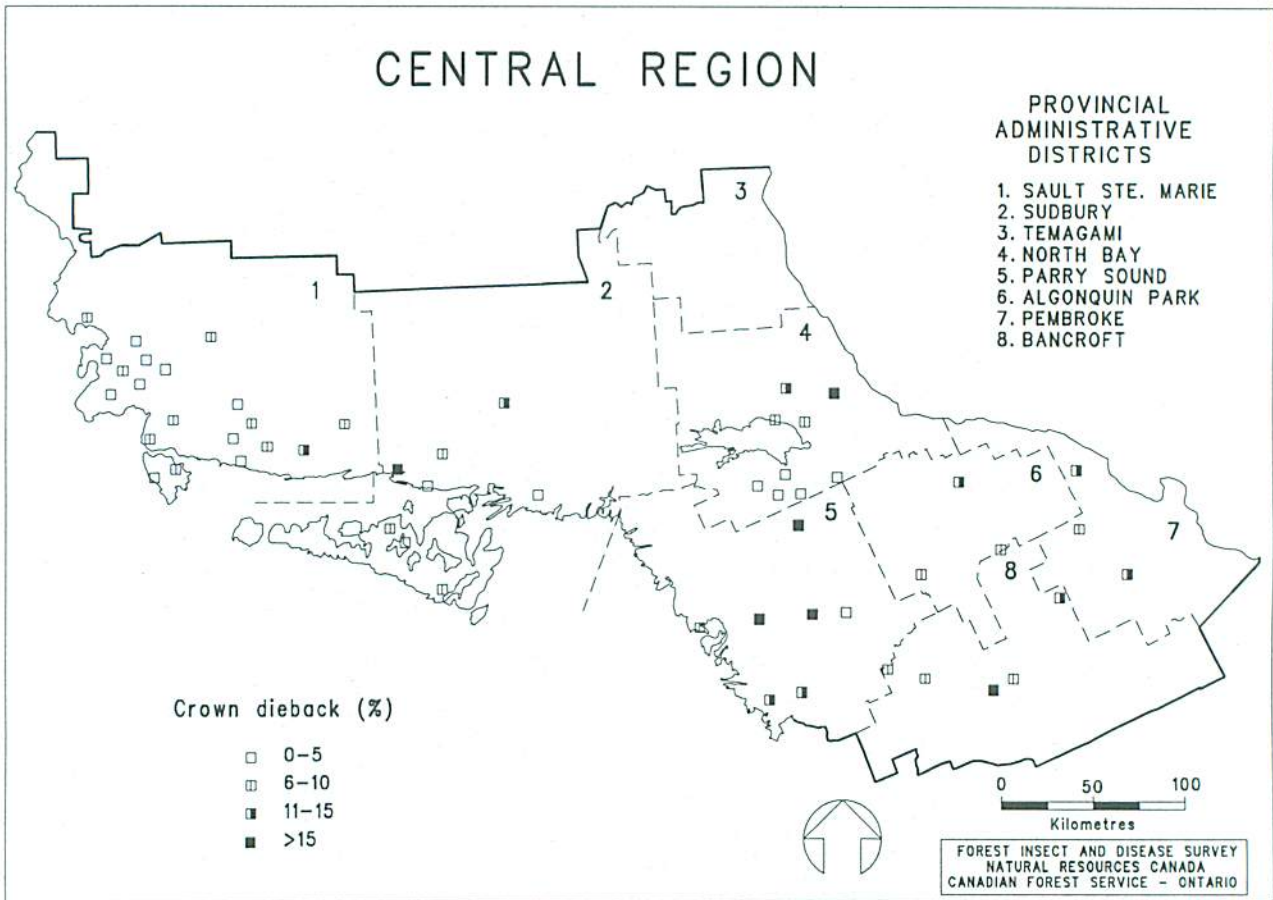 CENTRAL REGION
PROVINCIAL
ADMINISTRATIVE
DISTRICTS
1. SAULT STE. MARIE
2. SUDBURY
3. TEMAGAMI
4. NORTH BAY
5. PARRY SOUND
6. ALGONQUIN PARK
7. PEMBROKE
8. BANCROFT
3
1
2
4
6
5
7
8
Crown dieback (%)
0-5
6-10
11-15
>15
0 50 100
Kilometres
FOREST INSECT AND DISEASE SURVEY
NATURAL RESOURCES CANADA
CANADIAN FOREST SERVICE - ONTARIO